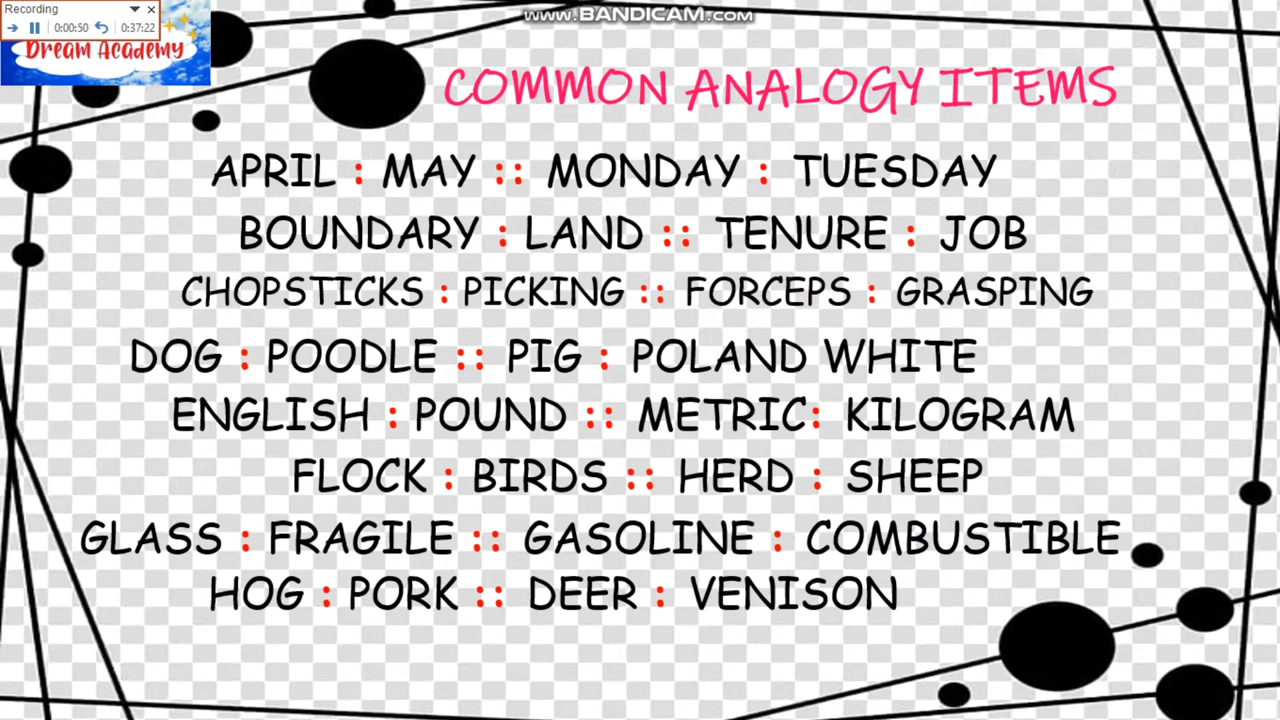 www.BANDICAM.com
Recording
0:00:50 0:37:22
Dream Academy
COMMON ANALOGY ITEMS
APRIL : MAY :: MONDAY : TUESDAY
BOUNDARY : LAND :: TENURE : JOB
CHOPSTICKS : PICKING :: FORCEPS : GRASPING
DOG : POODLE :: PIG : POLAND WHITE
ENGLISH : POUND :: METRIC: KILOGRAM
FLOCK : BIRDS :: HERD : SHEEP
GLASS : FRAGILE :: GASOLINE : COMBUSTIBLE
HOG : PORK :: DEER : VENISON